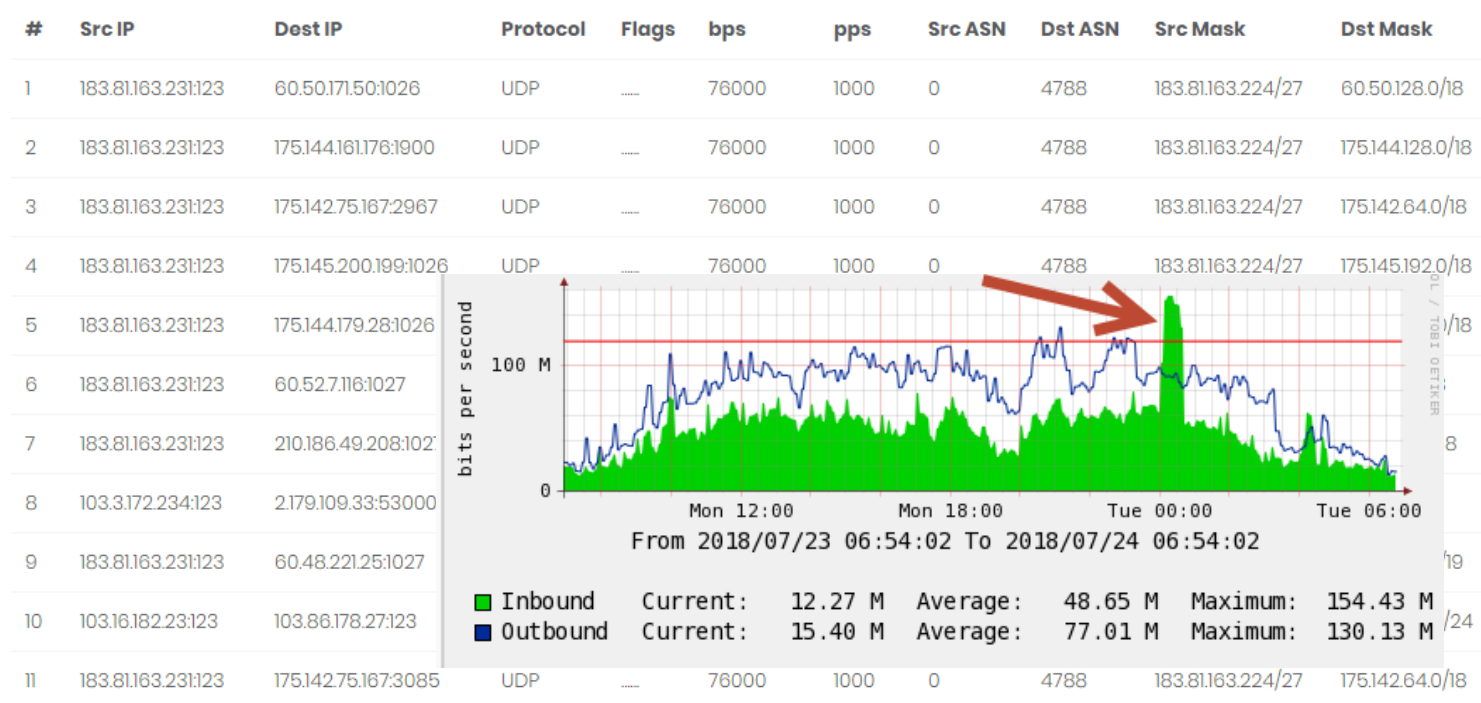 # Src IP Dest IP Protocol Flags bps pps Src ASN Dst ASN Src Mask Dst Mask
1 183.81.163.231:123 60.50.171.50:1026 UDP ...... 76000 1000 0 4788 183.81.163.224/27 60.50.128.0/18
2 183.81.163.231:123 175.144.161.176:1900 UDP ...... 76000 1000 0 4788 183.81.163.224/27 175.144.128.0/18
3 183.81.163.231:123 175.142.75.167:2967 UDP ...... 76000 1000 0 4788 183.81.163.224/27 175.142.64.0/18
4 183.81.163.231:123 175.145.200.199:1026 UDP ...... 76000 1000 0 4788 183.81.163.224/27 175.145.192.0/18
5 183.81.163.231:123 175.144.179.28:1026 /18
6 183.81.163.231:123 60.52.7.116:1027
7 183.81.163.231:123 210.186.49.208:102 8
8 103.3.172.234:123 2.179.109.33:53000
9 183.81.163.231:123 60.48.221.25:1027 /19
10 103.16.182.23:123 103.86.178.27:123 /24
11 183.81.163.231:123 175.142.75.167:3085 UDP ...... 76000 1000 0 4788 183.81.163.224/27 175.142.64.0/18
bits per second
100 M
0
Mon 12:00 Mon 18:00 Tue 00:00 Tue 06:00
OL / TOBI OETIKER
From 2018/07/23 06:54:02 To 2018/07/24 06:54:02
Inbound Current: 12.27 M Average: 48.65 M Maximum: 154.43 M
Outbound Current: 15.40 M Average: 77.01 M Maximum: 130.13 M